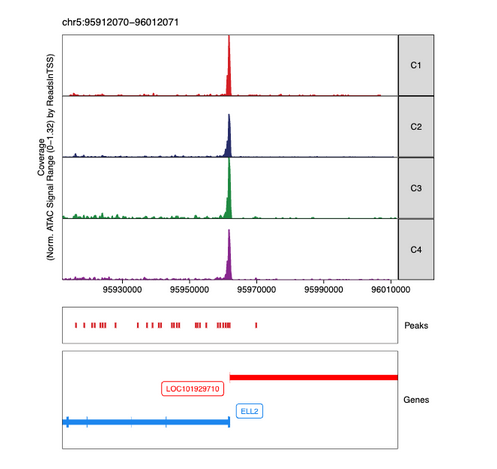 chr5:95912070−96012071
Coverage
(Norm. ATAC Signal Range (0−1.32) by ReadsInTSS)
C1
C2
C3
C4
95930000 95950000 95970000 95990000 96010000
Peaks
LOC101929710
ELL2
Genes